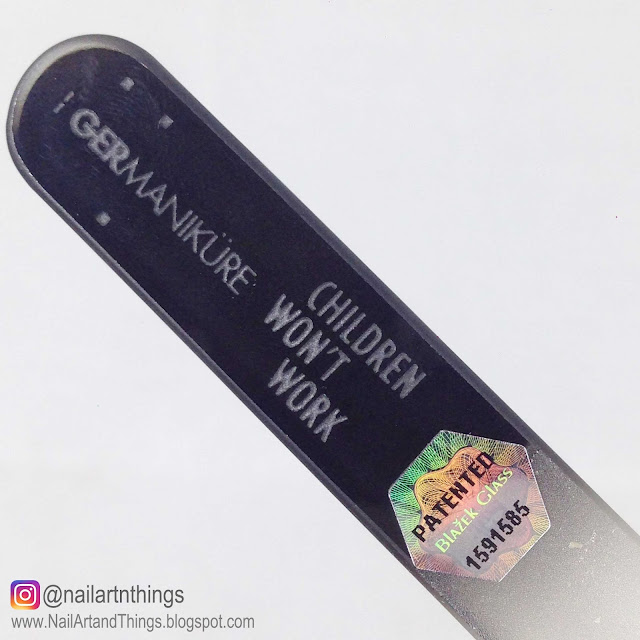 GERMANIKÜRE
CHILDREN
WON'T
WORK
PATENTED
BLAŽEK GLASS
1591585
@nailartnthings
www.NailArtandThings.blogspot.com